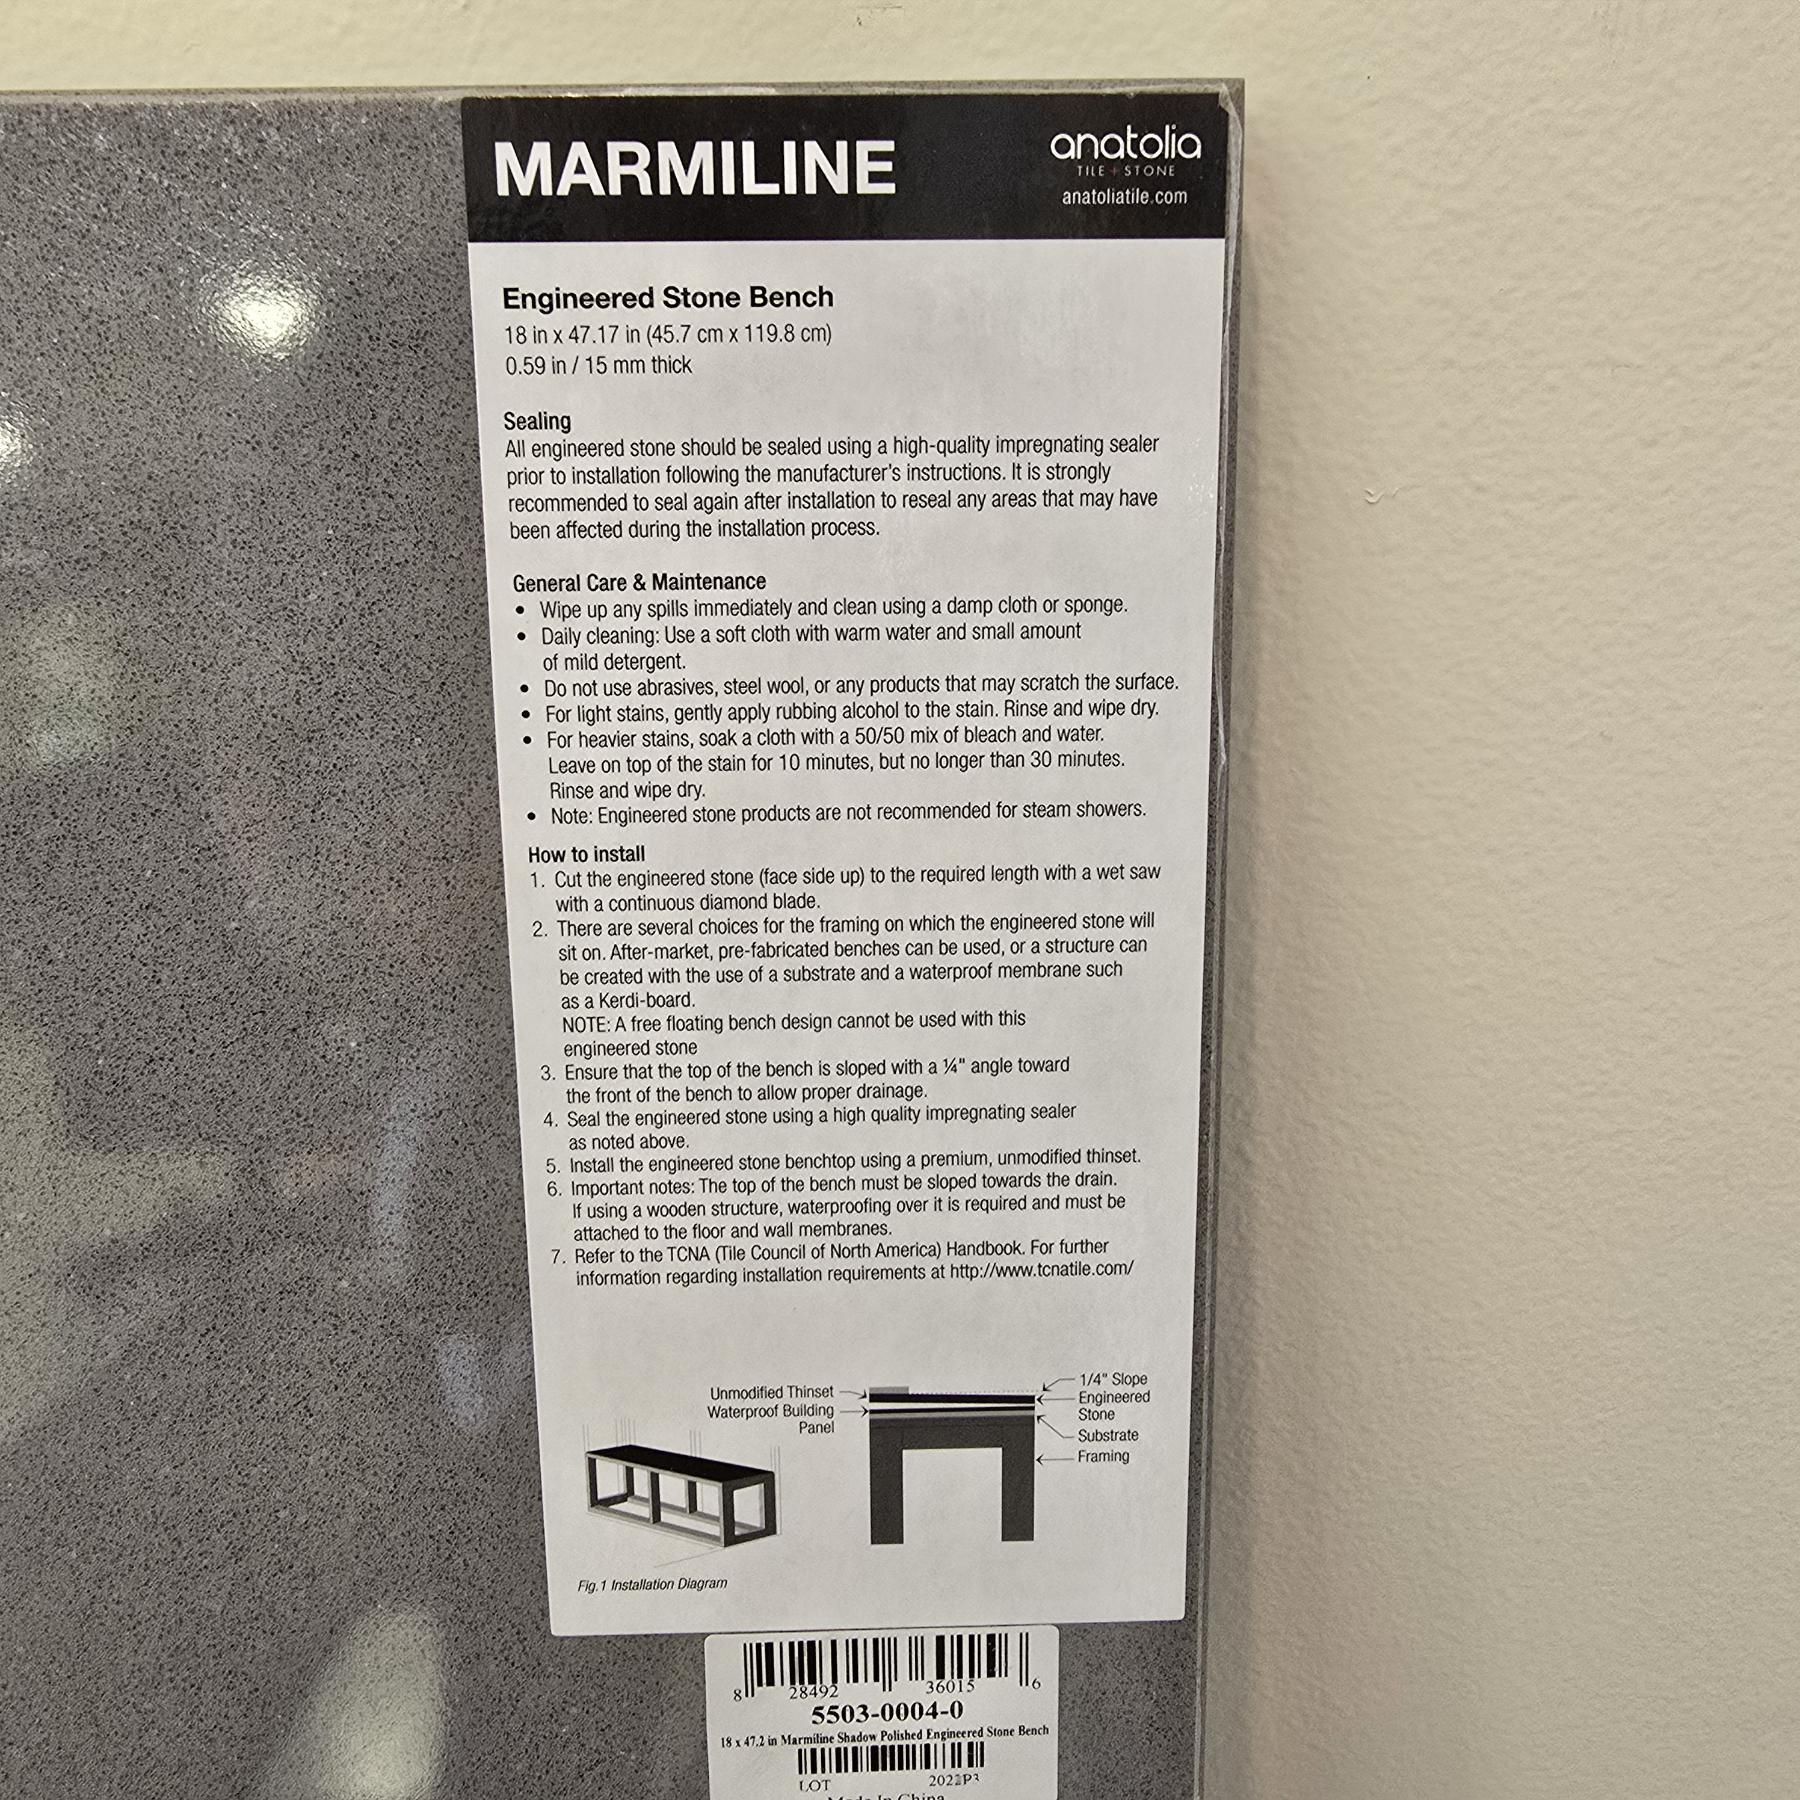 MARMILINE
anatolia
TILE + STONE
anatoliatile.com
Engineered Stone Bench
18 in x 47.17 in (45.7 cm x 119.8 cm)
0.59 in / 15 mm thick
Sealing
All engineered stone should be sealed using a high-quality impregnating sealer
prior to installation following the manufacturer's instructions. It is strongly
recommended to seal again after installation to reseal any areas that may have
been affected during the installation process.
General Care & Maintenance
• Wipe up any spills immediately and clean using a damp cloth or sponge.
• Daily cleaning: Use a soft cloth with warm water and small amount
of mild detergent.
• Do not use abrasives, steel wool, or any products that may scratch the surface.
• For light stains, gently apply rubbing alcohol to the stain. Rinse and wipe dry.
• For heavier stains, soak a cloth with a 50/50 mix of bleach and water.
Leave on top of the stain for 10 minutes, but no longer than 30 minutes.
Rinse and wipe dry.
• Note: Engineered stone products are not recommended for steam showers.
How to install
1. Cut the engineered stone (face side up) to the required length with a wet saw
with a continuous diamond blade.
2. There are several choices for the framing on which the engineered stone will
sit on. After-market, pre-fabricated benches can be used, or a structure can
be created with the use of a substrate and a waterproof membrane such
as a Kerdi-board.
NOTE: A free floating bench design cannot be used with this
engineered stone
3. Ensure that the top of the bench is sloped with a ¼" angle toward
the front of the bench to allow proper drainage.
4. Seal the engineered stone using a high quality impregnating sealer
as noted above.
5. Install the engineered stone benchtop using a premium, unmodified thinset.
6. Important notes: The top of the bench must be sloped towards the drain.
If using a wooden structure, waterproofing over it is required and must be
attached to the floor and wall membranes.
7. Refer to the TCNA (Tile Council of North America) Handbook. For further
information regarding installation requirements at http://www.tcnatile.com/
Unmodified Thinset
Waterproof Building
Panel
1/4" Slope
Engineered
Stone
Substrate
Framing
Fig.1 Installation Diagram
8 28492 36015 6
5503-0004-0
18 x 47.2 in Marmiline Shadow Polished Engineered Stone Bench
LOT
Made In China